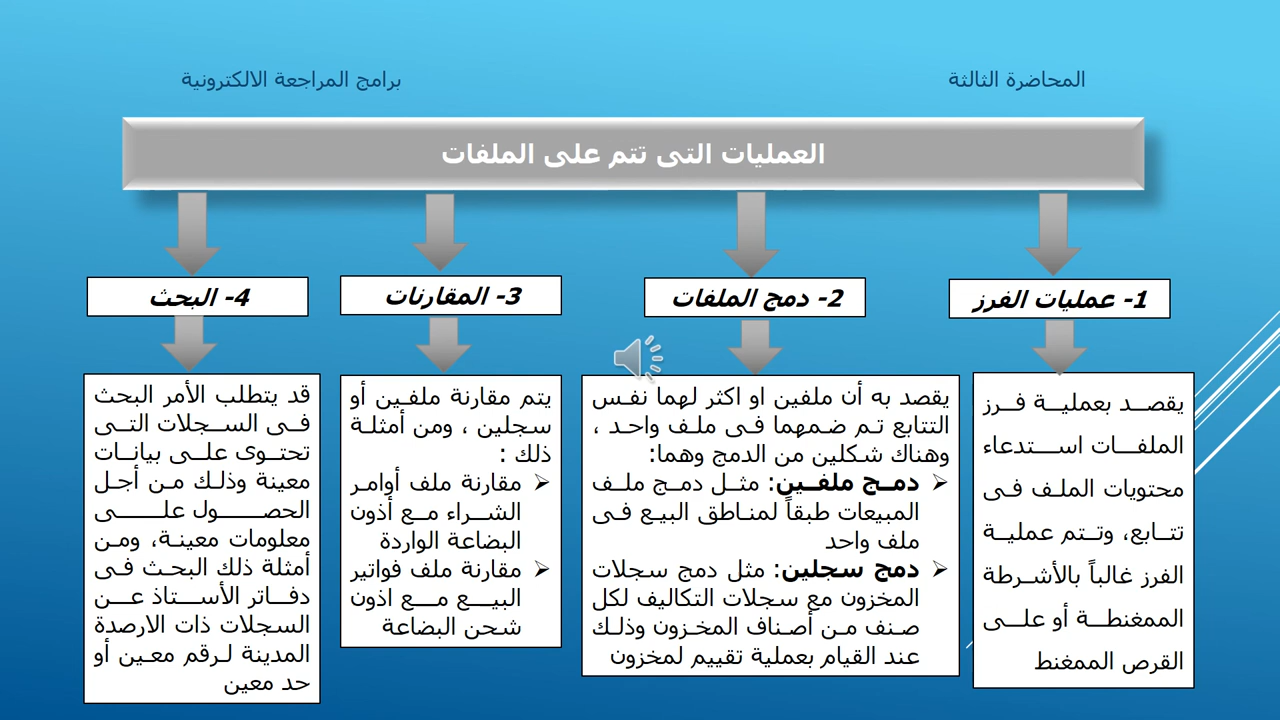 المحاضرة الثالثة
برامج المراجعة الالكترونية
العمليات التى تتم على الملفات
1- عمليات الفرز
يقصد بعملية فرز
الملفات استدعاء
محتويات الملف فى
تتابع، وتتم عملية
الفرز غالباً بالأشرطة
الممغنطة أو على
القرص الممغنط
2- دمج الملفات
يقصد به أن ملفين او اكثر لهما نفس
التتابع تم ضمهما فى ملف واحد ،
وهناك شكلين من الدمج وهما:
دمج ملفين: مثل دمج ملف
المبيعات طبقاً لمناطق البيع فى
ملف واحد
دمج سجلين: مثل دمج سجلات
المخزون مع سجلات التكاليف لكل
صنف من أصناف المخزون وذلك
عند القيام بعملية تقييم لمخزون
3- المقارنات
يتم مقارنة ملفين أو
سجلين ، ومن أمثلة
ذلك :
مقارنة ملف أوامر
الشراء مع أذون
البضاعة الواردة
مقارنة ملف فواتير
البيع مع اذون
شحن البضاعة
4- البحث
قد يتطلب الأمر البحث
فى السجلات التى
تحتوى على بيانات
معينة وذلك من أجل
الحصول على
معلومات معينة، ومن
أمثلة ذلك البحث فى
دفاتر الأستاذ عن
السجلات ذات الارصدة
المدينة لرقم معين أو
حد معين